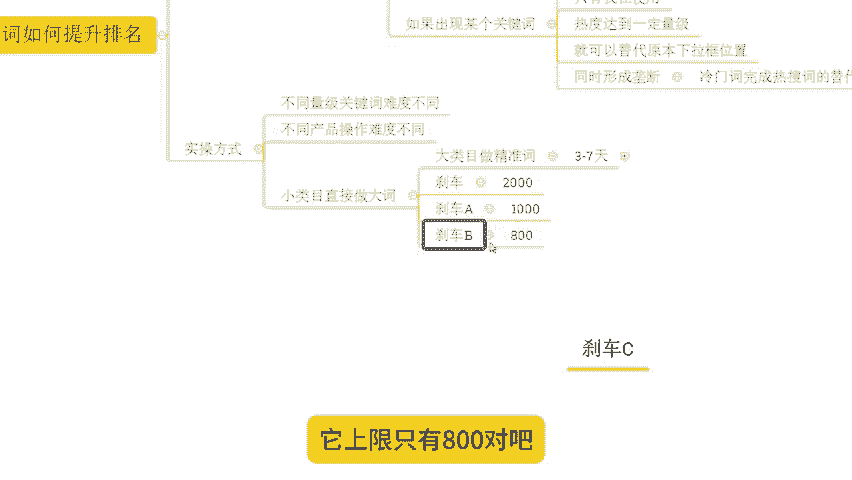 如果出现某个关键词
热度达到一定量级
就可以替代原本下拉框位置
同时形成垄断
冷门词完成热搜词的替代
词如何提升排名
实操方式
不同量级关键词难度不同
不同产品操作难度不同
小类目直接做大词
大类目做精准词
3-7天
刹车
2000
刹车A
1000
刹车B
800
刹车C
它上限只有800对吧